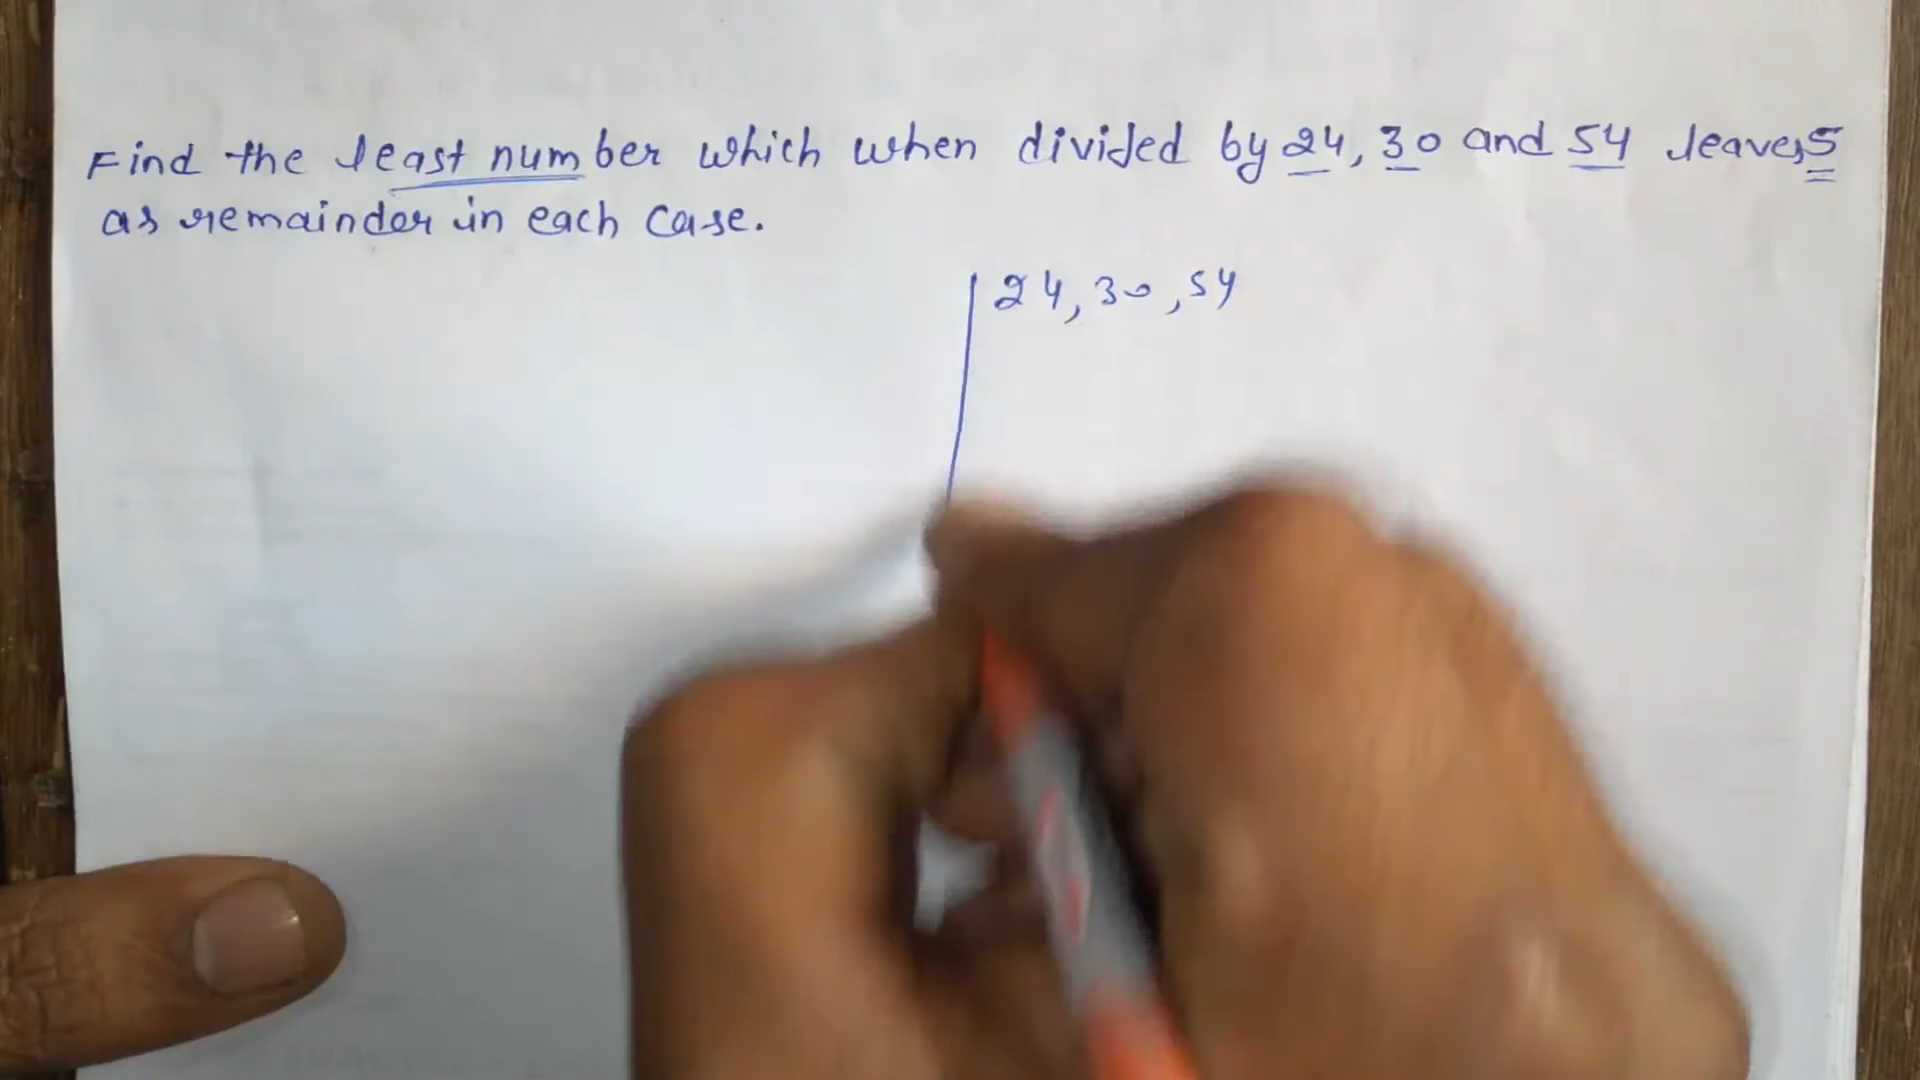 Find the least number which when divided by 24, 30 and 54 leaves 5
as remainder in each case.
24, 30, 54